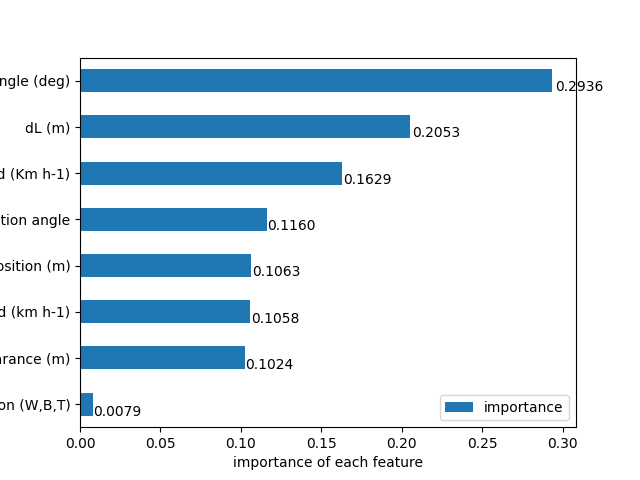 ngle (deg)
0.2936
dL (m)
0.2053
d (Km h-1)
0.1629
tion angle
0.1160
osition (m)
0.1063
d (km h-1)
0.1058
arance (m)
0.1024
on (W,B,T)
0.0079
importance
0.00 0.05 0.10 0.15 0.20 0.25 0.30
importance of each feature